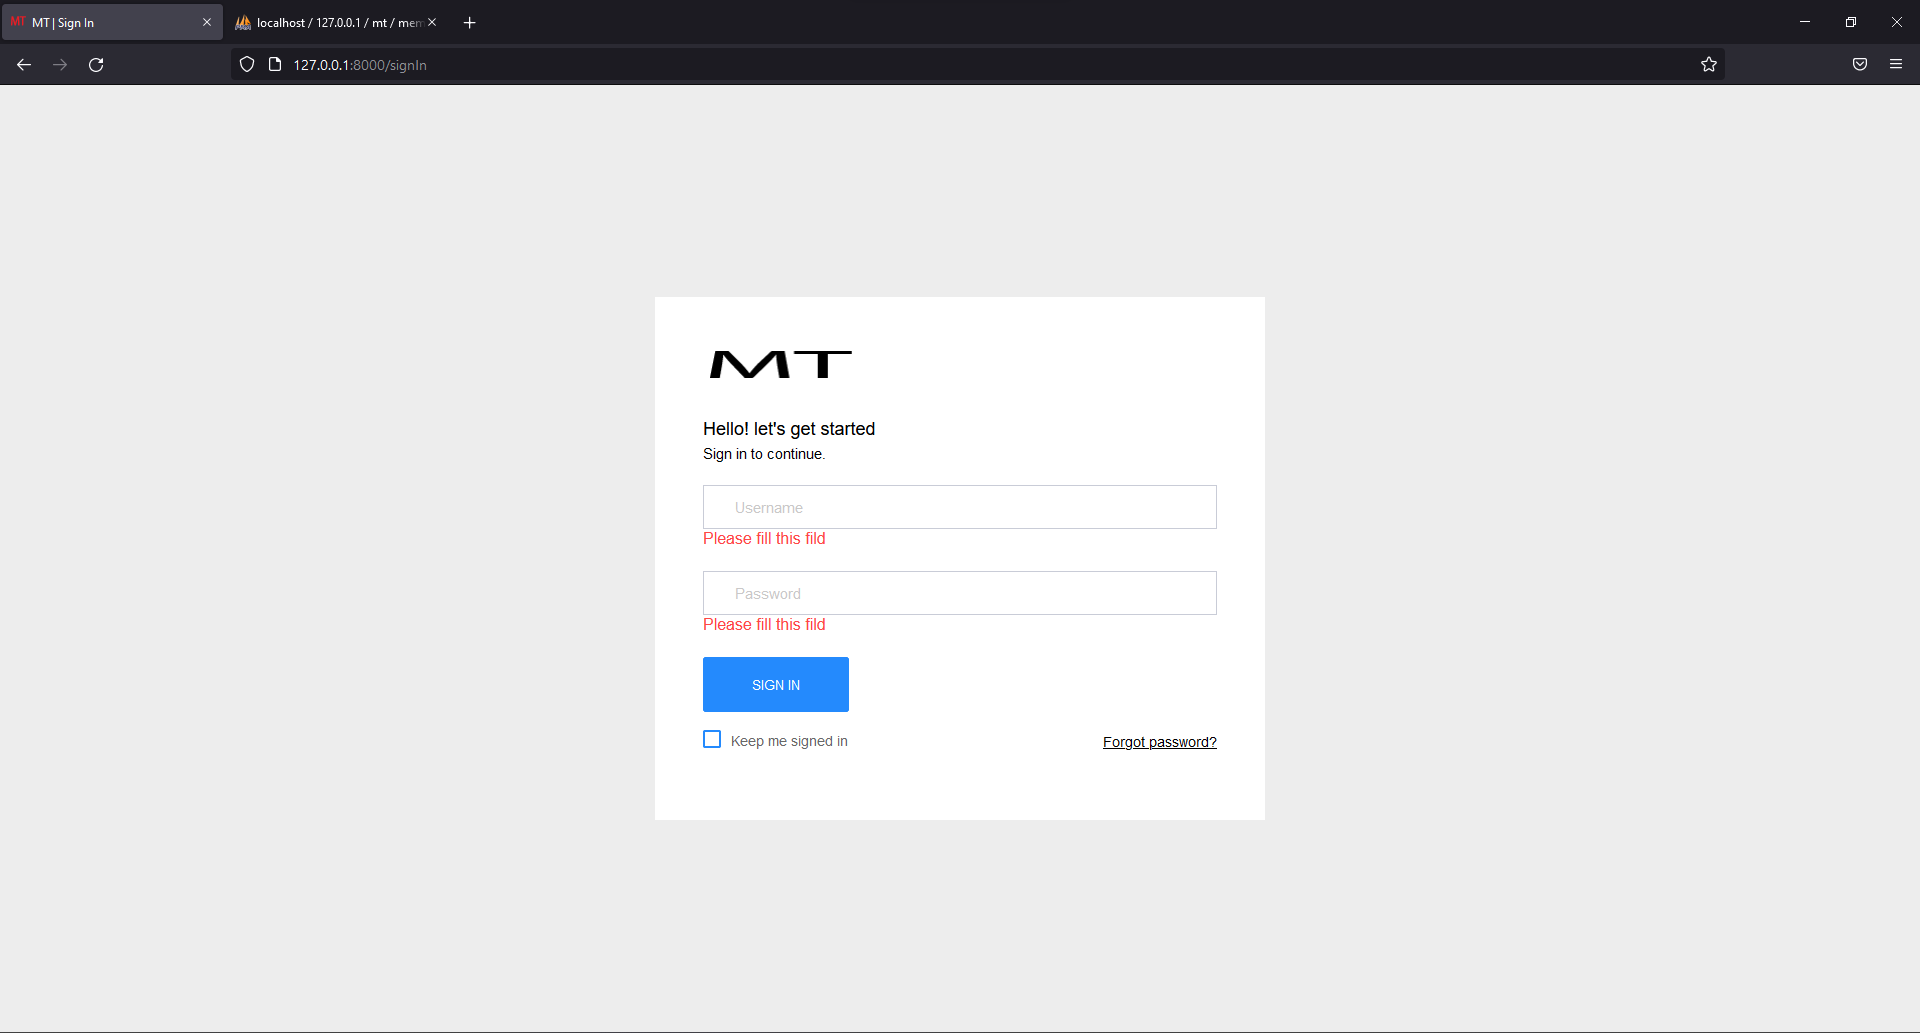 MT MT | Sign In
localhost / 127.0.0.1 / mt / mem
127.0.0.1:8000/signIn
MT
Hello! let's get started
Sign in to continue.
Username
Please fill this fild
Password
Please fill this fild
SIGN IN
Keep me signed in
Forgot password?